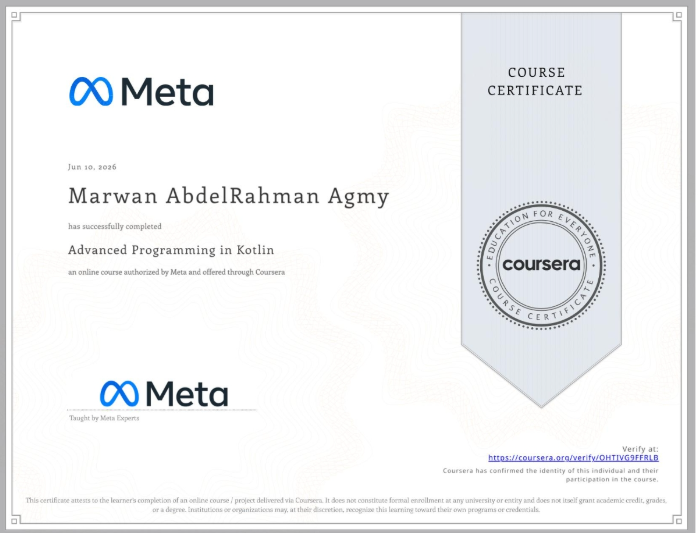 Meta
COURSE
CERTIFICATE
Jun 10, 2026
Marwan AbdelRahman Agmy
has successfully completed
Advanced Programming in Kotlin
an online course authorized by Meta and offered through Coursera
EDUCATION FOR EVERYONE
coursera
COURSE CERTIFICATE
Meta
Taught by Meta Experts
Verify at:
https://coursera.org/verify/OHTIVG9FFRLB
Coursera has confirmed the identity of this individual and their
participation in the course.
This certificate attests to the learner's completion of an online course / project delivered via Coursera. It does not constitute formal enrollment at any university or entity and does not itself grant academic credit, grades,
or a degree. Institutions or organizations may, at their discretion, recognize this learning toward their own programs or credentials.